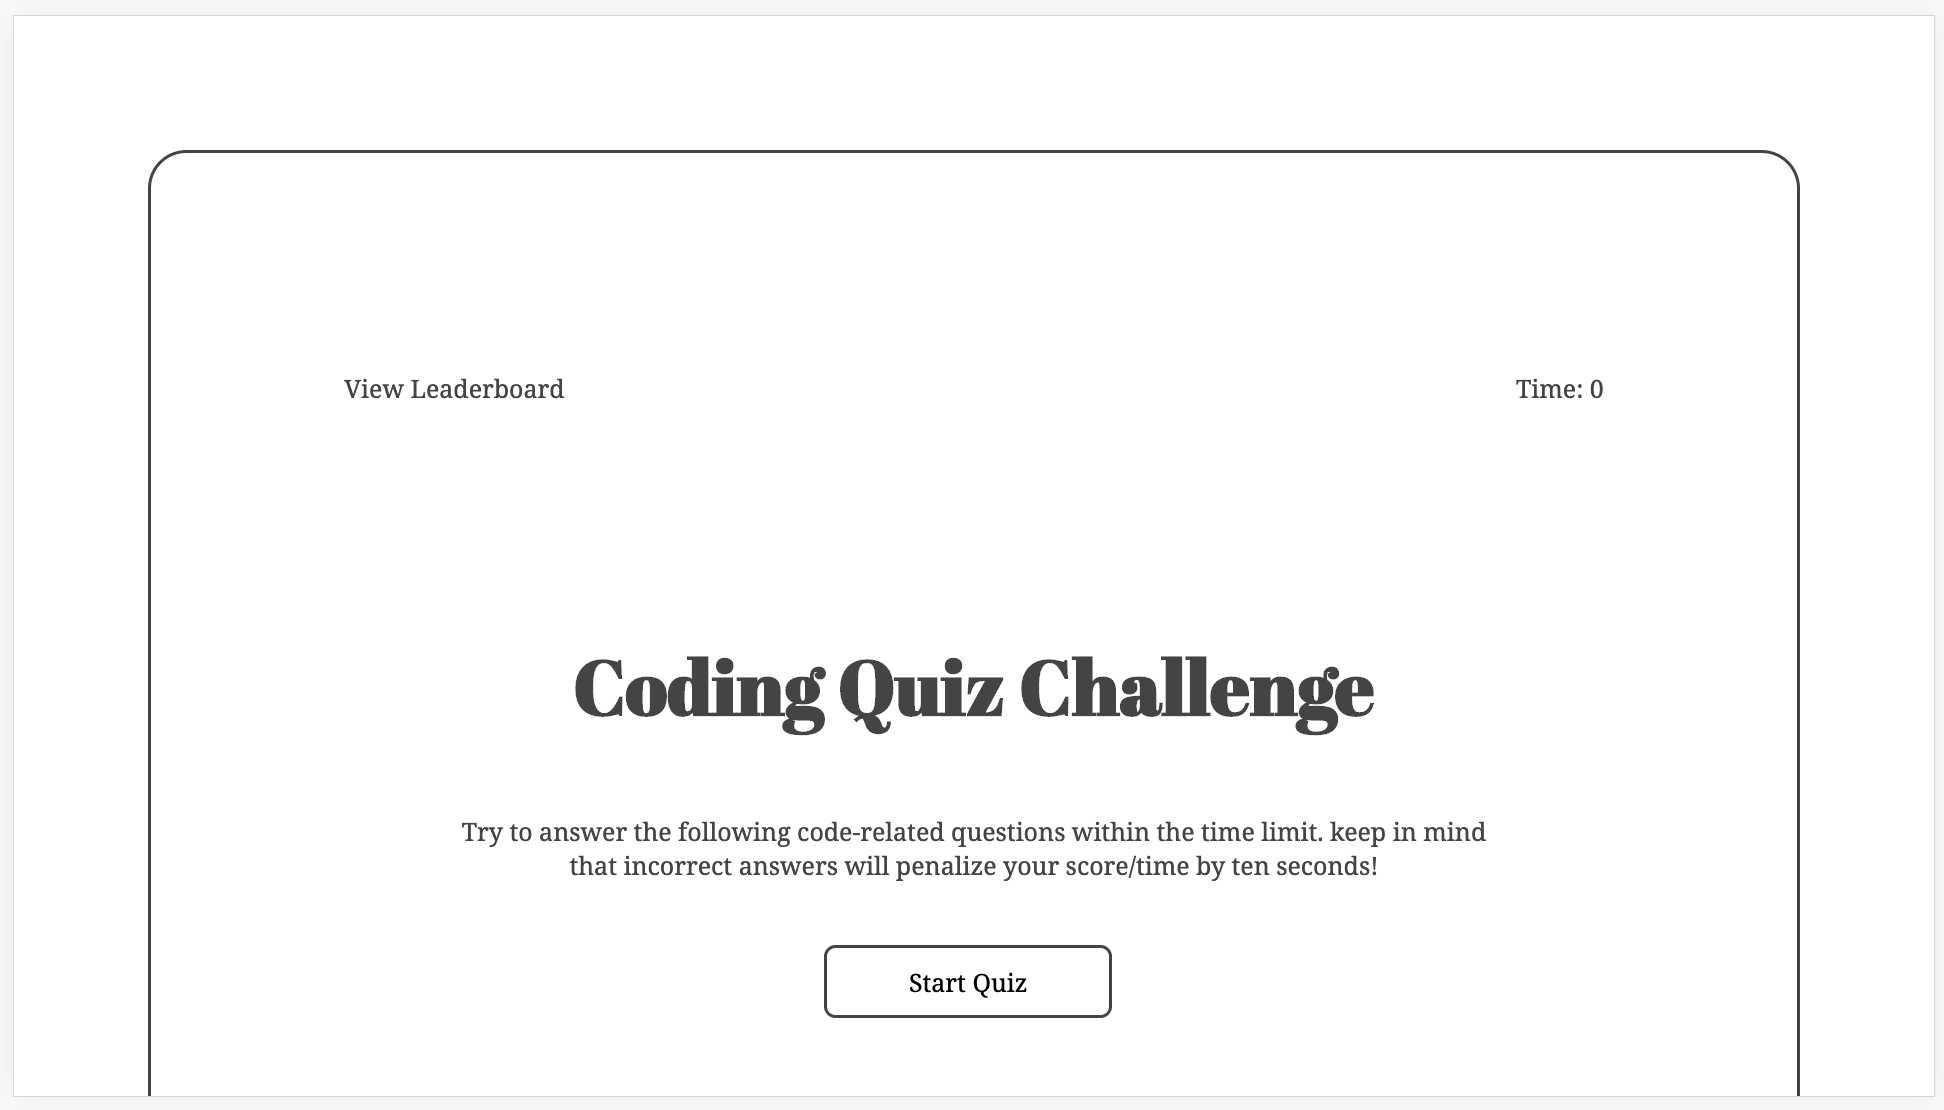 View Leaderboard
Time: 0
Coding Quiz Challenge
Try to answer the following code-related questions within the time limit. keep in mind
that incorrect answers will penalize your score/time by ten seconds!
Start Quiz